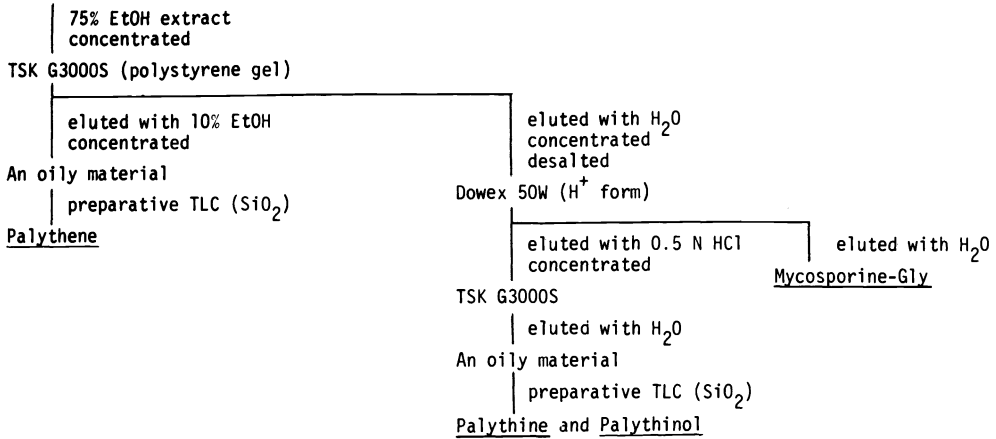 75% EtOH extract
concentrated
TSK G3000S (polystyrene gel)
eluted with 10% EtOH
concentrated
An oily material
preparative TLC (SiO2)
Palythene
eluted with H2O
concentrated
desalted
Dowex 50W (H+ form)
eluted with 0.5 N HCl
concentrated
TSK G3000S
eluted with H2O
An oily material
preparative TLC (SiO2)
Palythine and Palythinol
eluted with H2O
Mycosporine-Gly